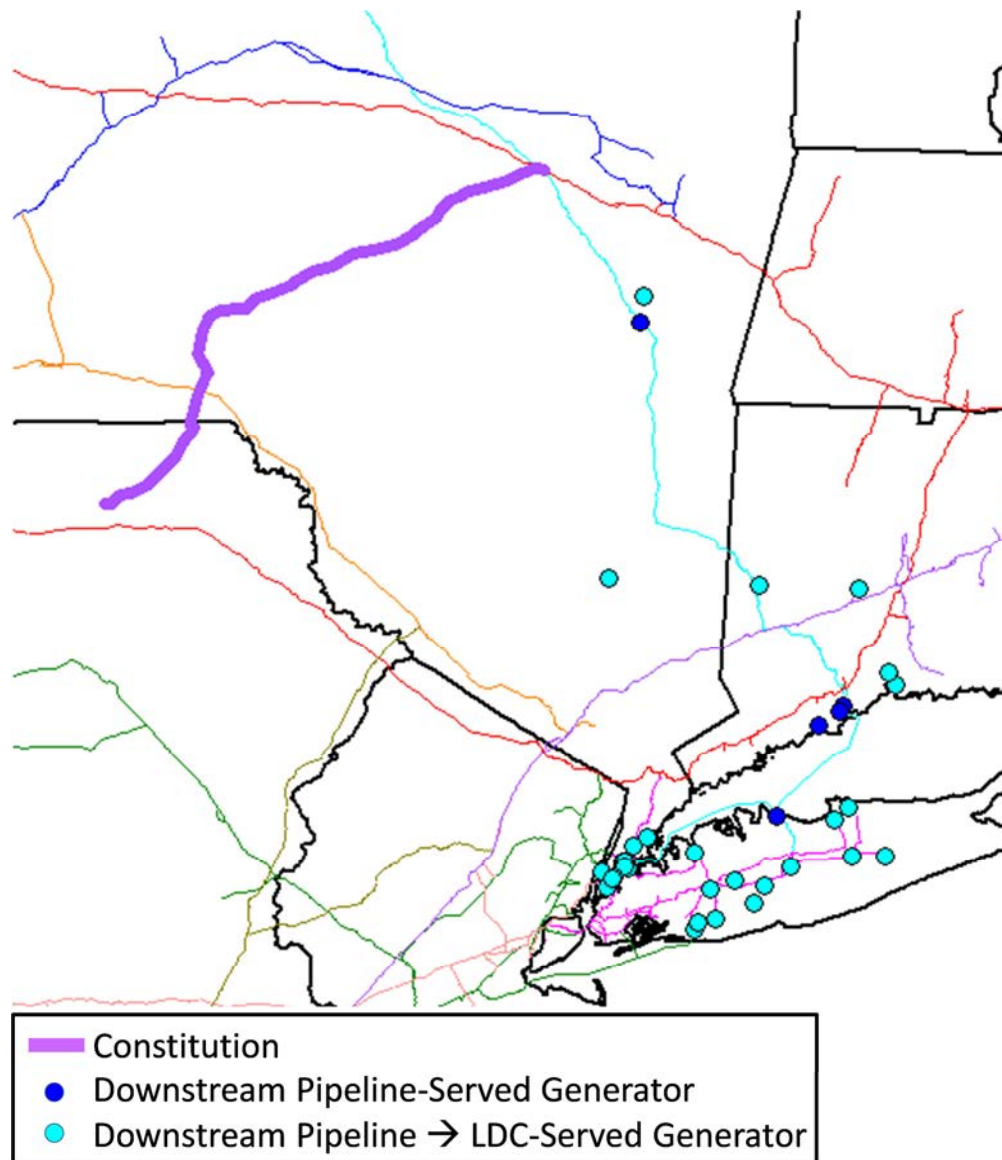 Constitution
Downstream Pipeline-Served Generator
Downstream Pipeline → LDC-Served Generator